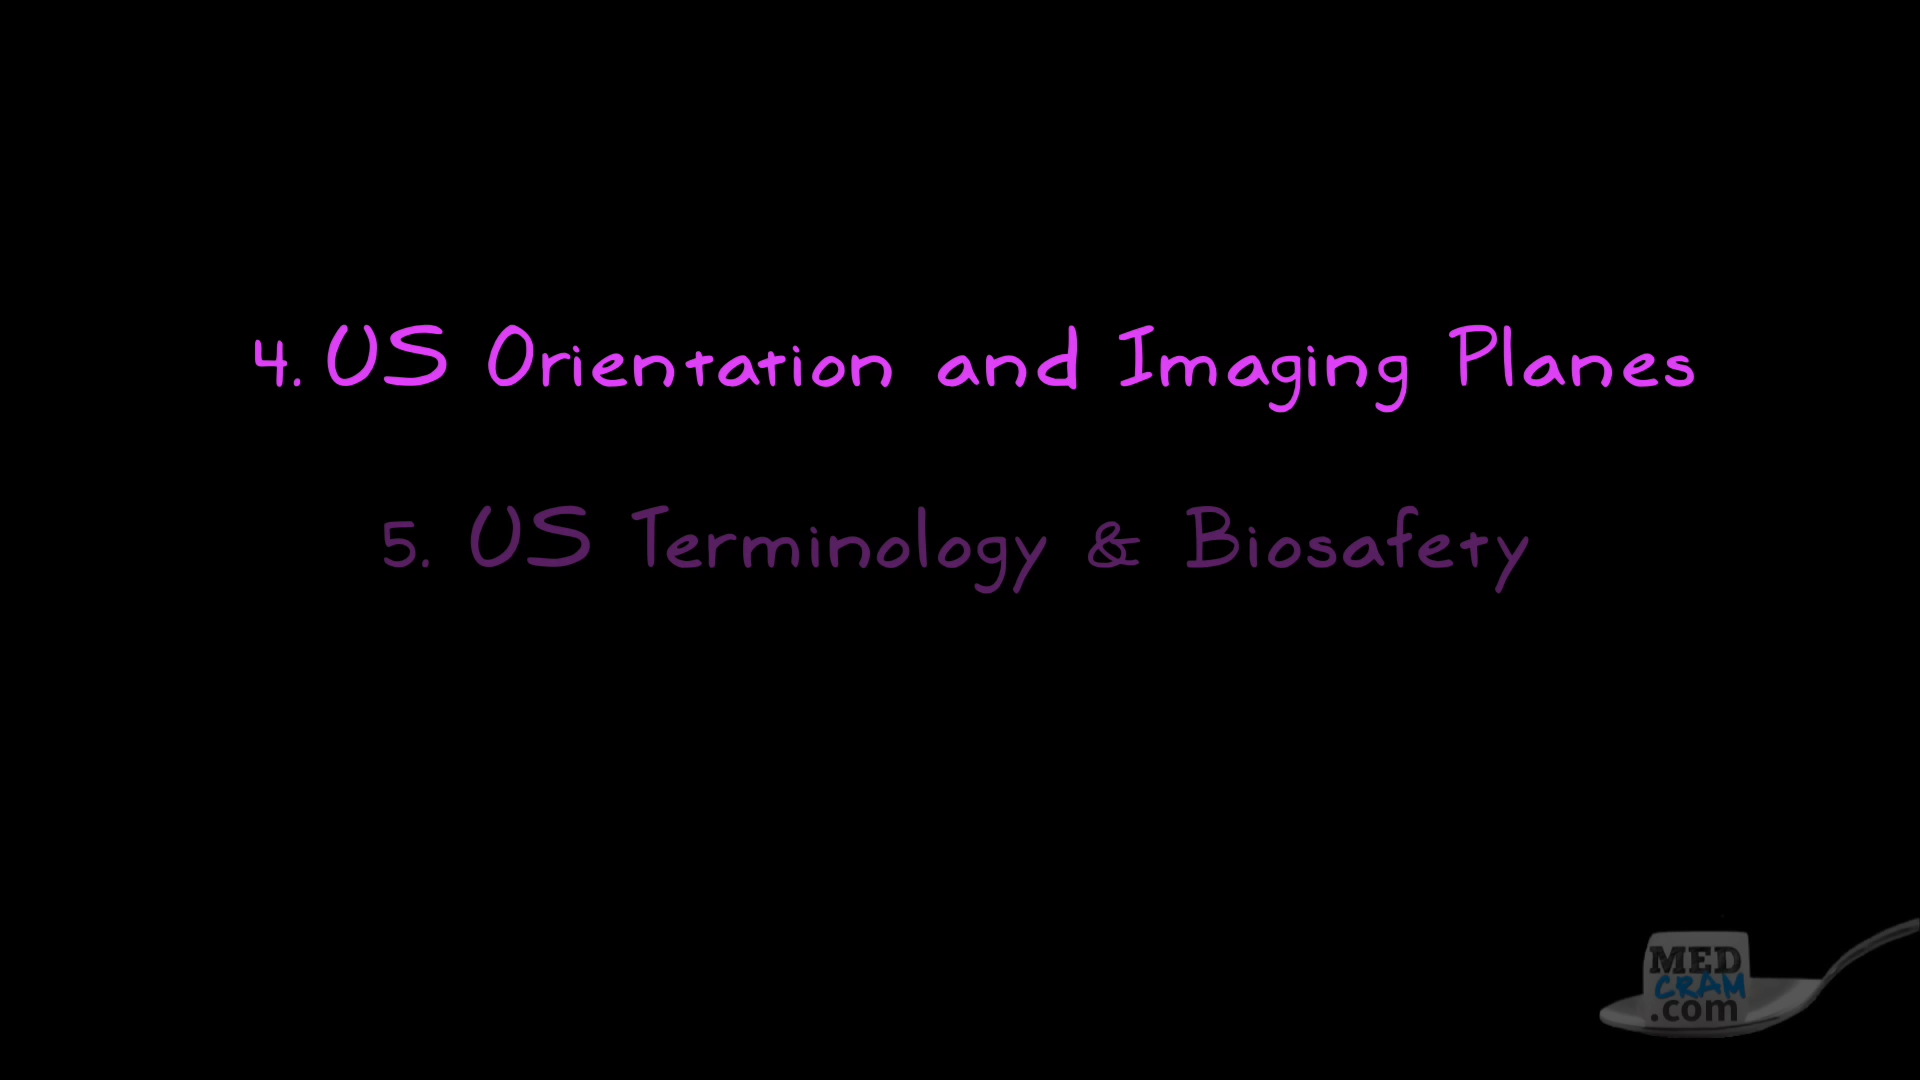 4. US Orientation and Imaging Planes
5. US Terminology & Biosafety
MED
CRAM
.com